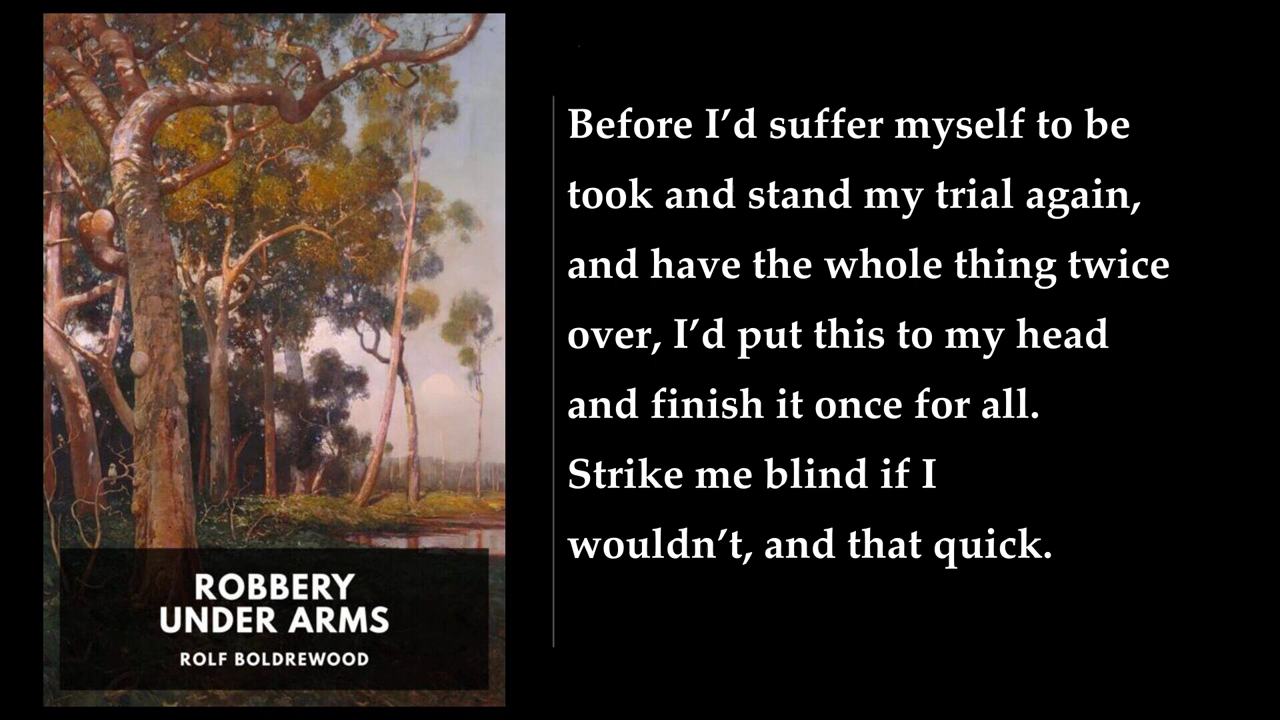 Before I’d suffer myself to be
took and stand my trial again,
and have the whole thing twice
over, I’d put this to my head
and finish it once for all.
Strike me blind if I
wouldn’t, and that quick.
ROBBERY
UNDER ARMS
ROLF BOLDREWOOD